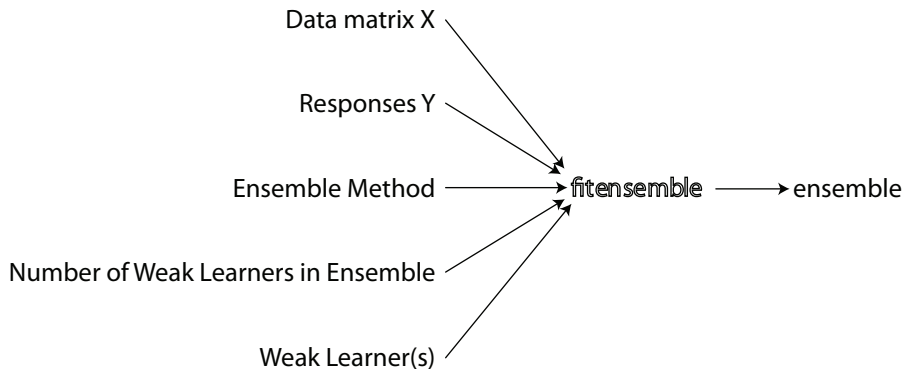 Data matrix X
Responses Y
Ensemble Method
fitensemble
ensemble
Number of Weak Learners in Ensemble
Weak Learner(s)